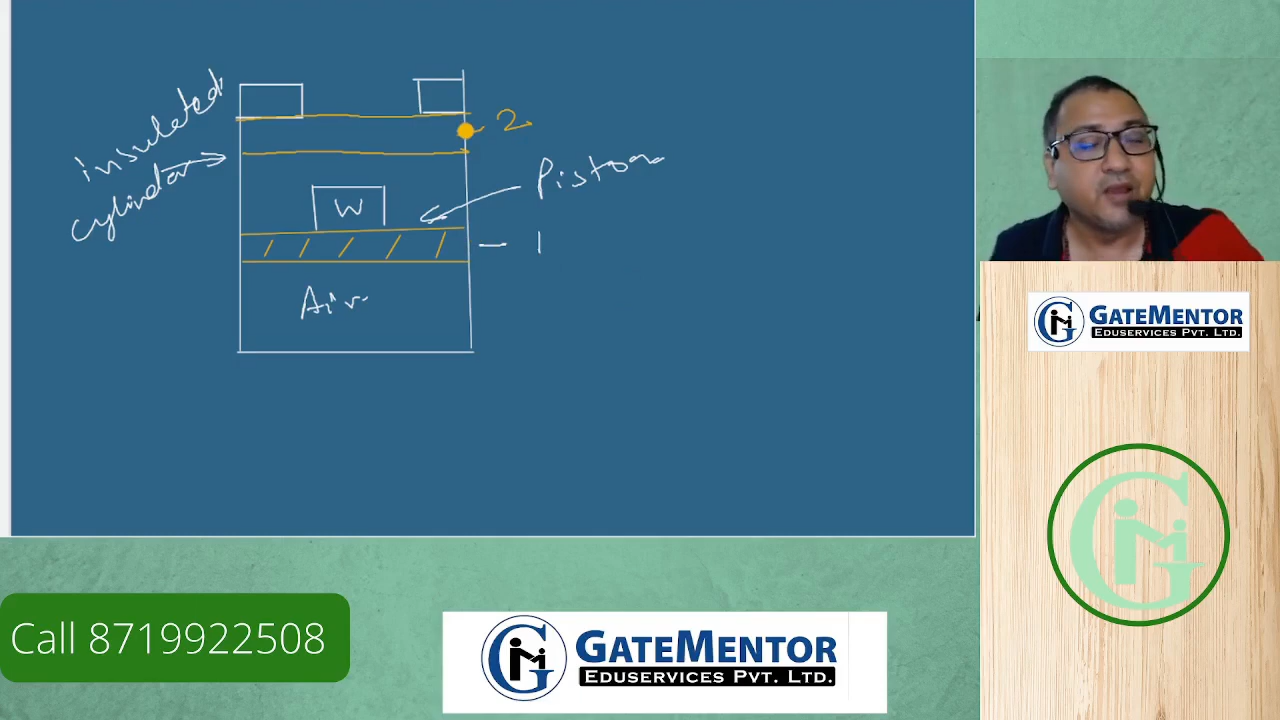 insulated
cylinder
2
Piston
W
1
Air
GATEMENTOR
EDUSERVICES PVT. LTD.
Call 8719922508
GATEMENTOR
EDUSERVICES PVT. LTD.